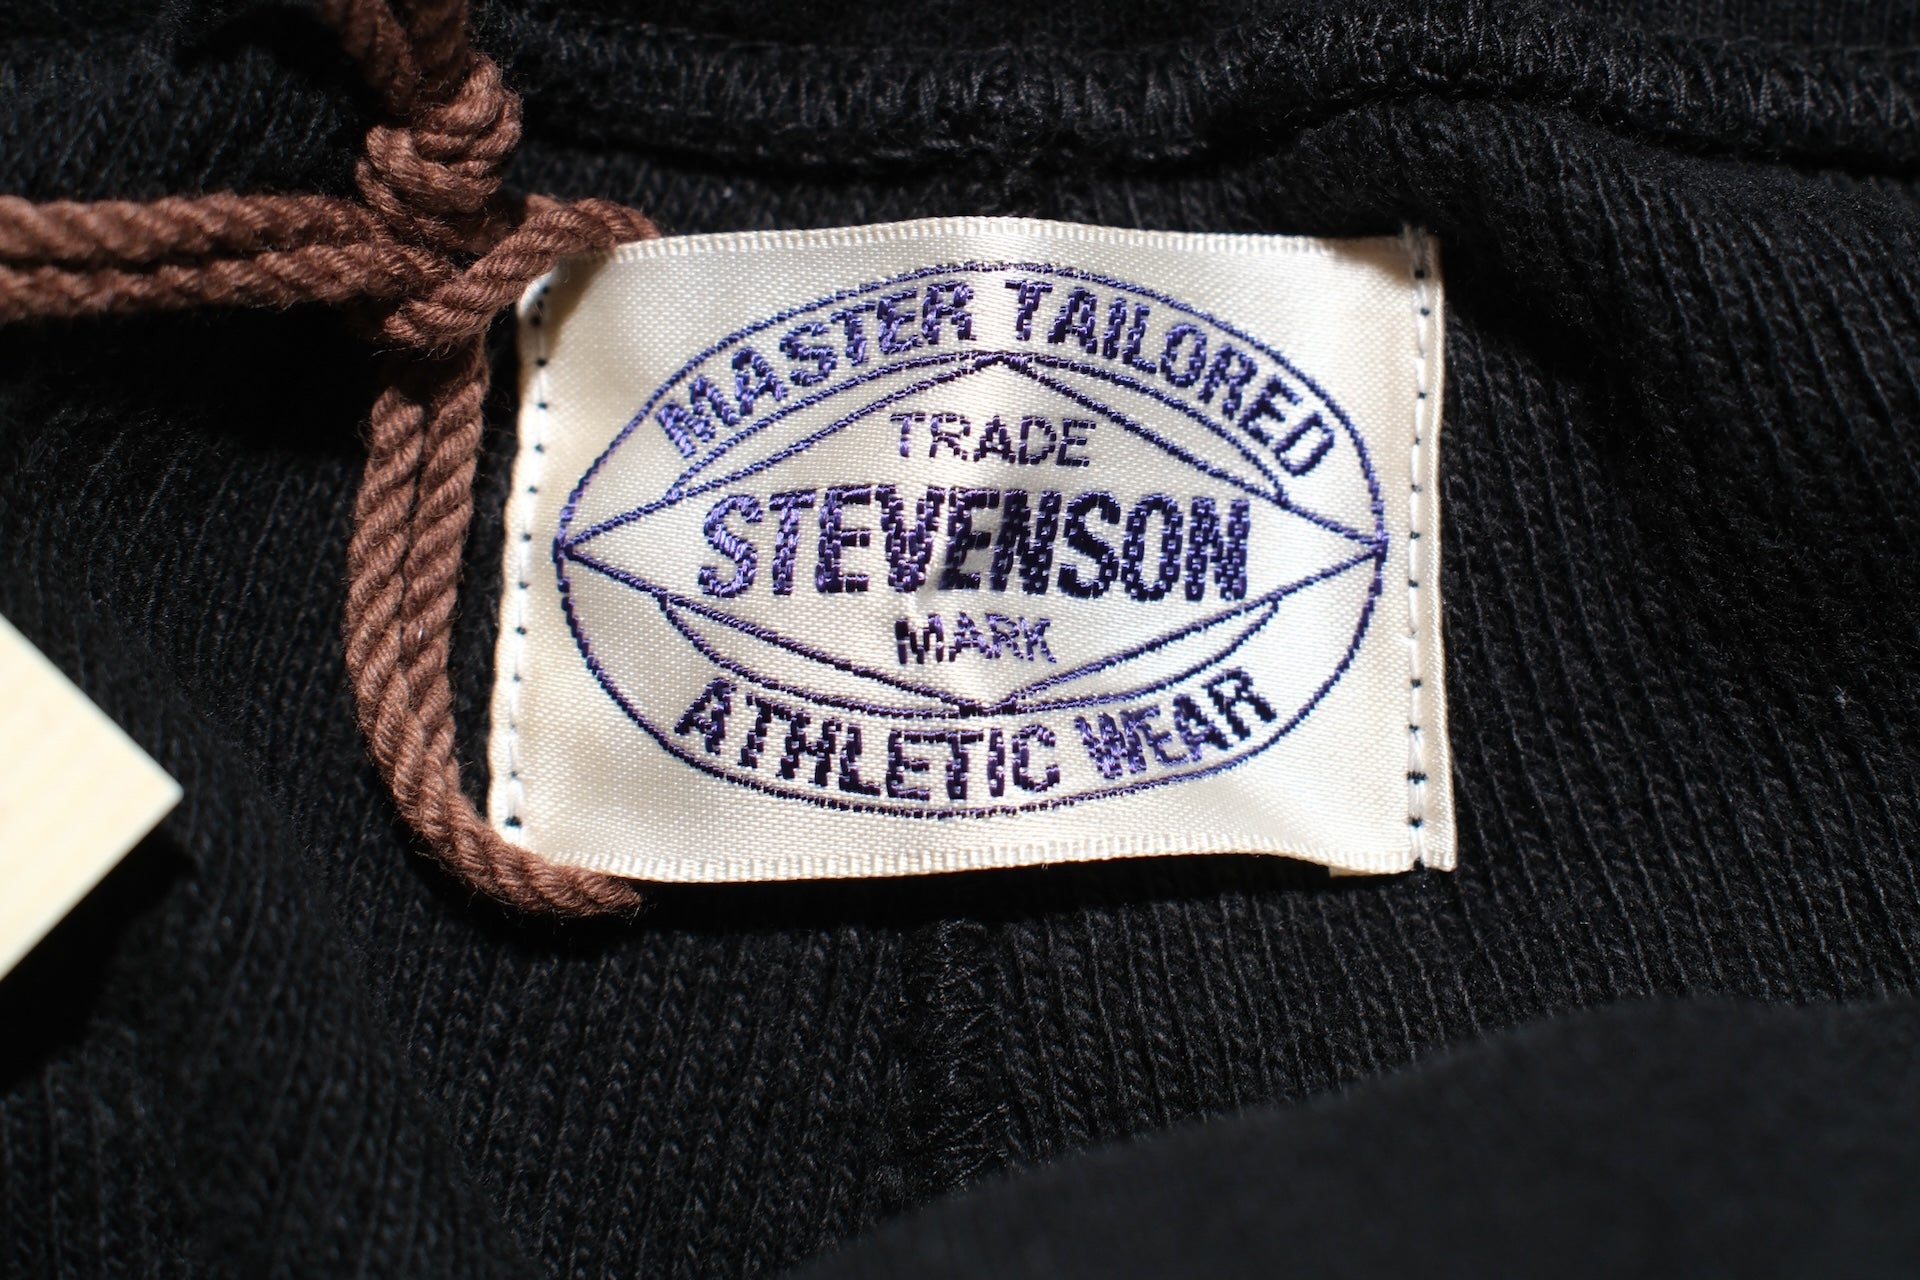 MASTER TAILORED
TRADE
STEVENSON
MARK
ATHLETIC WEAR